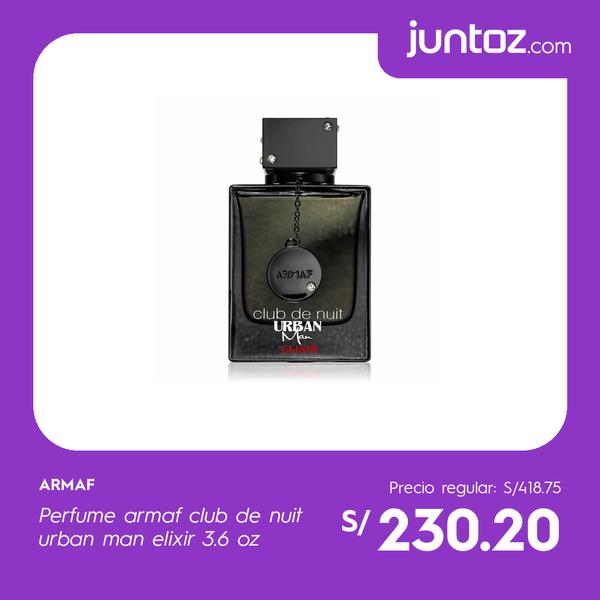 juntoz.com
ARMAF
club de nuit
URBAN
Man
ELIXIR
ARMAF
Perfume armaf club de nuit
urban man elixir 3.6 oz
Precio regular: S/418.75
S/ 230.20